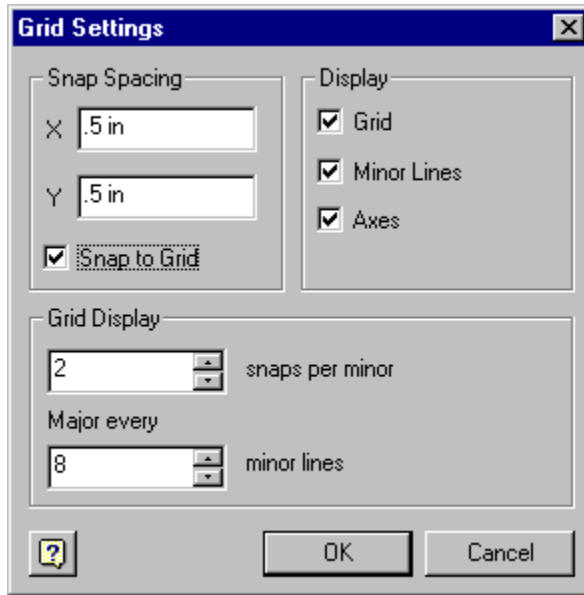 Grid Settings
Snap Spacing
X .5 in
Y .5 in
Snap to Grid
Display
Grid
Minor Lines
Axes
Grid Display
2 snaps per minor
Major every
8 minor lines
? OK Cancel